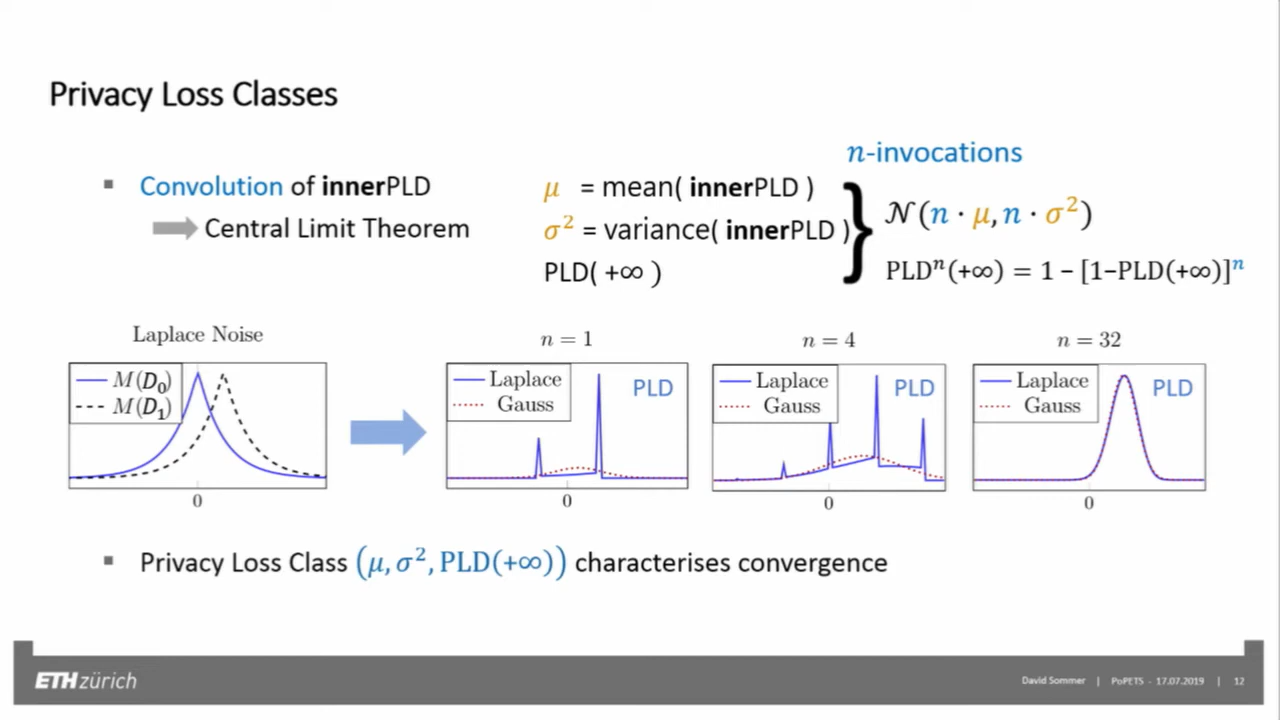 Privacy Loss Classes
n-invocations
▪ Convolution of innerPLD
Central Limit Theorem
μ = mean( innerPLD )
σ² = variance( innerPLD )
PLD( +∞ )
}
𝒩(n · μ, n · σ²)
PLDⁿ(+∞) = 1 − [1−PLD(+∞)]ⁿ
Laplace Noise
M(D₀)
M(D₁)
0
n = 1
Laplace
Gauss
PLD
0
n = 4
Laplace
Gauss
PLD
0
n = 32
Laplace
Gauss
PLD
0
▪ Privacy Loss Class (μ, σ², PLD(+∞)) characterises convergence
ETH zürich
David Sommer | PoPETS - 17.07.2019 | 12